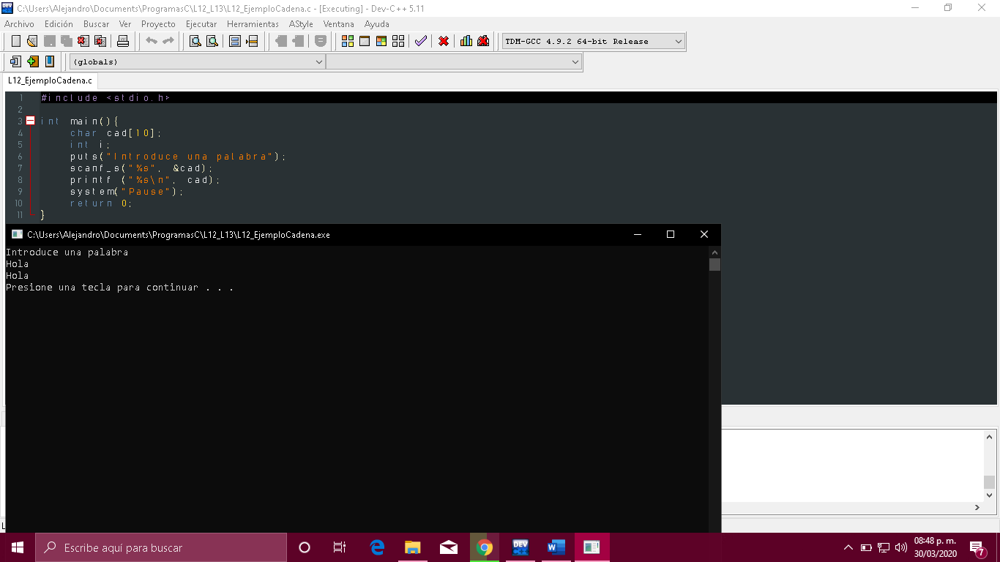 C:\Users\Alejandro\Documents\ProgramasC\L12_L13\L12_EjemploCadena.c - [Executing] - Dev-C++ 5.11
Archivo Edición Buscar Ver Proyecto Ejecutar Herramientas AStyle Ventana Ayuda
TDM-GCC 4.9.2 64-bit Release
(globals)
L12_EjemploCadena.c
1 #include <stdio.h>
2
3 int main(){
4 char cad[10];
5 int i;
6 puts("Introduce una palabra");
7 scanf_s("%s", &cad);
8 printf ("%s\n", cad);
9 system("Pause");
10 return 0;
11 }
C:\Users\Alejandro\Documents\ProgramasC\L12_L13\L12_EjemploCadena.exe
Introduce una palabra
Hola
Hola
Presione una tecla para continuar . . .
Escribe aquí para buscar
DEV
08:48 p. m.
30/03/2020
7